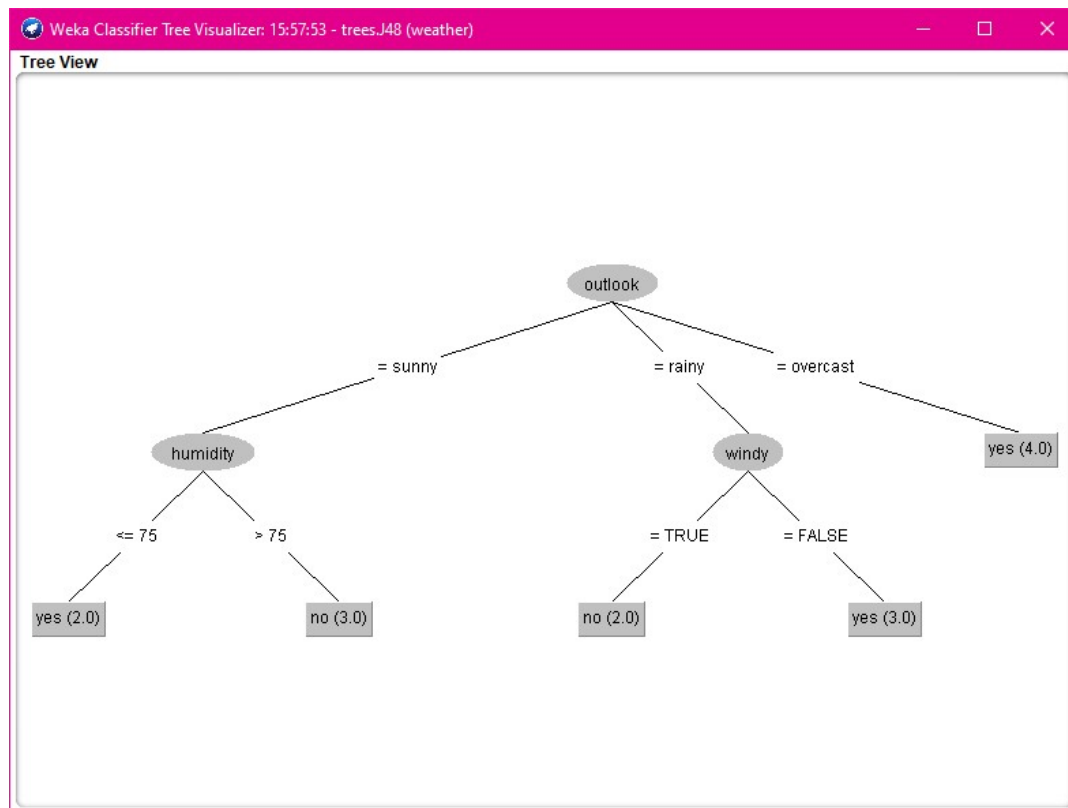 Weka Classifier Tree Visualizer: 15:57:53 - trees.J48 (weather)
Tree View
outlook
= sunny = rainy = overcast
humidity windy yes (4.0)
<= 75 > 75 = TRUE = FALSE
yes (2.0) no (3.0) no (2.0) yes (3.0)